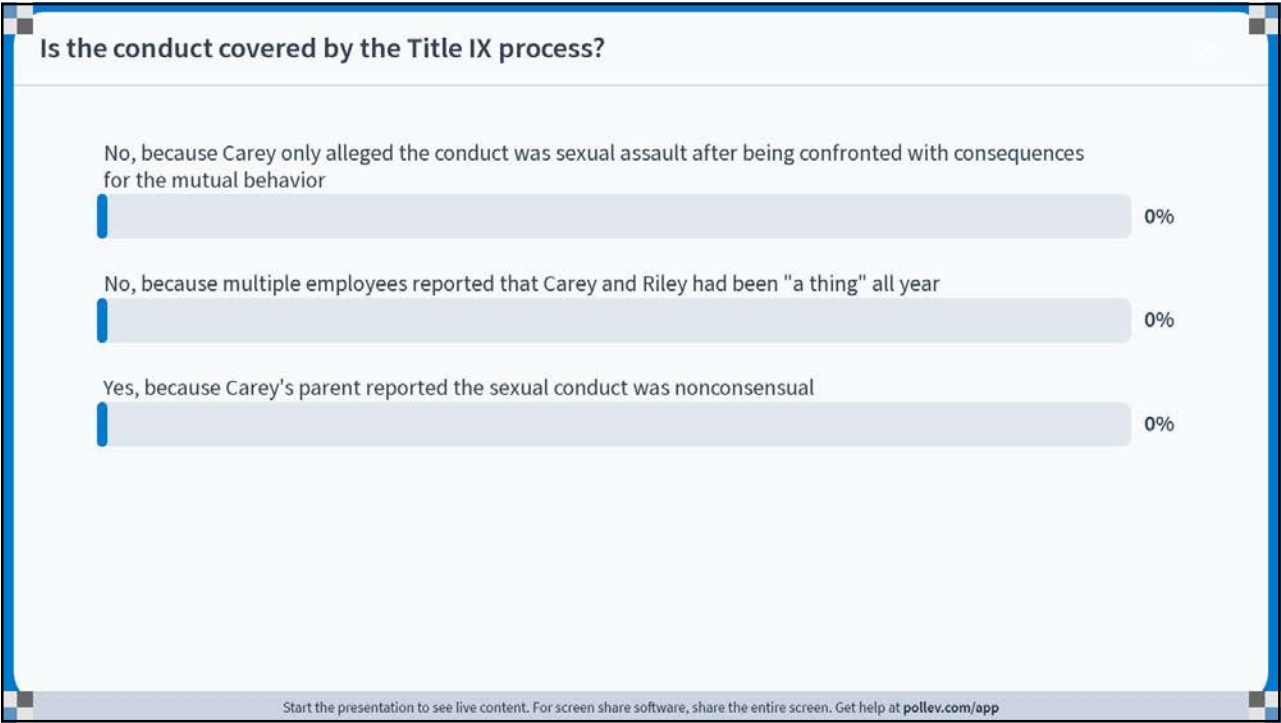 Is the conduct covered by the Title IX process?
69
No, because Carey only alleged the conduct was sexual assault after being confronted with consequences
for the mutual behavior
0%
No, because multiple employees reported that Carey and Riley had been "a thing" all year
0%
Yes, because Carey's parent reported the sexual conduct was nonconsensual
0%
Start the presentation to see live content. For screen share software, share the entire screen. Get help at pollev.com/app